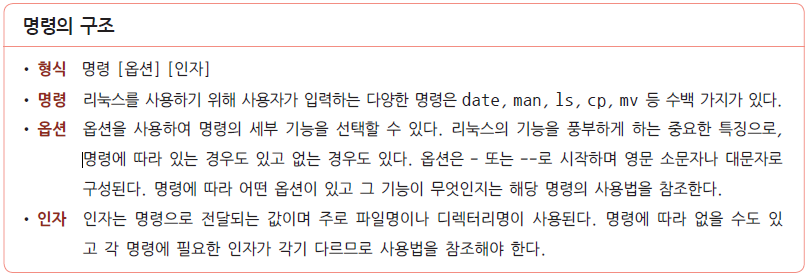 명령의 구조
• 형식 명령 [옵션] [인자]
• 명령 리눅스를 사용하기 위해 사용자가 입력하는 다양한 명령은 date, man, ls, cp, mv 등 수백 가지가 있다.
• 옵션 옵션을 사용하여 명령의 세부 기능을 선택할 수 있다. 리눅스의 기능을 풍부하게 하는 중요한 특징으로,
명령에 따라 있는 경우도 있고 없는 경우도 있다. 옵션은 - 또는 --로 시작하며 영문 소문자나 대문자로
구성된다. 명령에 따라 어떤 옵션이 있고 그 기능이 무엇인지는 해당 명령의 사용법을 참조한다.
• 인자 인자는 명령으로 전달되는 값이며 주로 파일명이나 디렉터리명이 사용된다. 명령에 따라 없을 수도 있
고 각 명령에 필요한 인자가 각기 다르므로 사용법을 참조해야 한다.